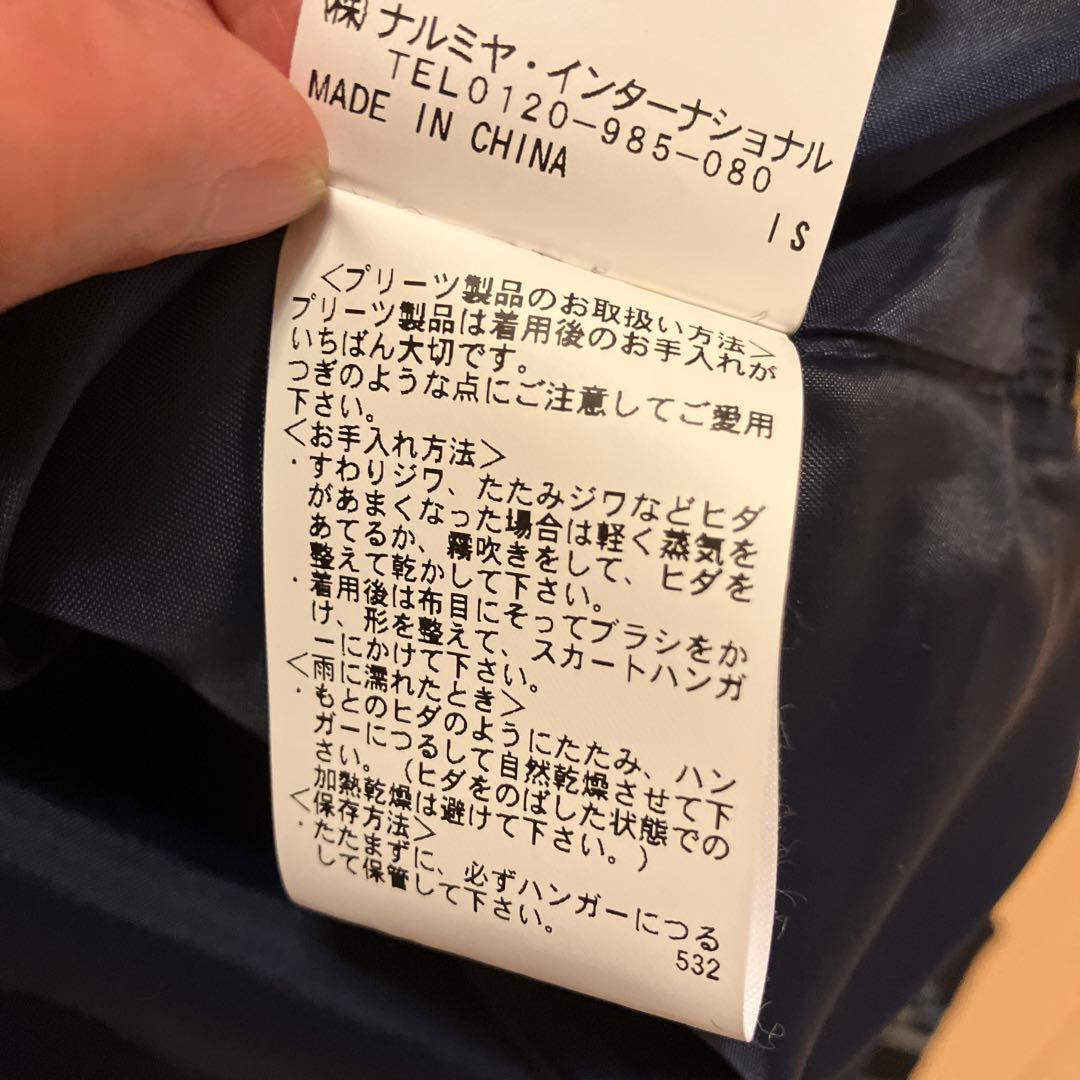 (株)ナルミヤ・インターナショナル
TEL0120-985-080
MADE IN CHINA
IS
＜プリーツ製品のお取扱い方法＞
プリーツ製品は着用後のお手入れが
いちばん大切です。
つぎのような点にご注意してご愛用
下さい。
＜お手入れ方法＞
・すわりジワ、たたみジワなどヒダ
があまくなった場合は軽く蒸気を
あてるか、霧吹きをして、ヒダを
整えて乾かして下さい。
・着用後は布目にそってブラシをか
け、形を整えて、スカートハンガ
ーにかけて下さい。
＜雨に濡れたとき＞
・もとのヒダのようにたたみ、ハン
ガーにつるして自然乾燥させて下
さい。（ヒダをのばした状態での
加熱乾燥は避けて下さい。）
＜保存方法＞
・たたまずに、必ずハンガーにつる
して保管して下さい。
532